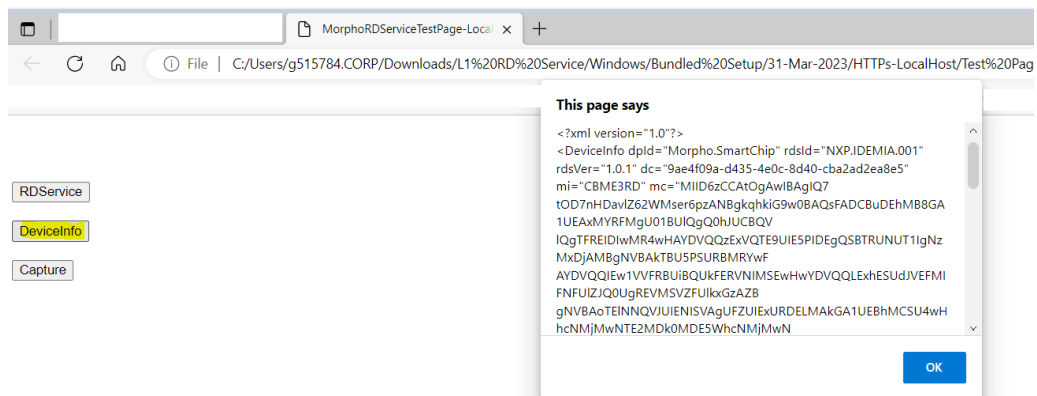 MorphoRDServiceTestPage-Local
File | C:/Users/g515784.CORP/Downloads/L1%20RD%20Service/Windows/Bundled%20Setup/31-Mar-2023/HTTPs-LocalHost/Test%20Pag
This page says
<?xml version="1.0"?>
<DeviceInfo dpId="Morpho.SmartChip" rdsId="NXP.IDEMIA.001"
rdsVer="1.0.1" dc="9ae4f09a-d435-4e0c-8d40-cba2ad2ea8e5"
mi="CBME3RD" mc="MIID6zCCAtOgAwIBAgIQ7
tOD7nHDavlZ62WMser6pzANBgkqhkiG9w0BAQsFADCBuDEhMB8GA
1UEAxMYRFMgU01BUlQgQ0hJUCBQV
lQgTFREIDIwMR4wHAYDVQQzExVQTE9UIE5PIDEgQSBTRUNUT1IgNz
MxDjAMBgNVBAkTBU5PSURBMRYwF
AYDVQQIEw1VVFRBUiBQUkFERVNIMSEwHwYDVQQLExhESUdJVEFMI
FNFUlZJQ0UgREVMSVZFUlkxGzAZB
gNVBAoTElNNQVJUIENISVAgUFZUIExURDELMAkGA1UEBhMCSU4wH
hcNMjMwNTE2MDk0MDE5WhcNMjMwN
RDService
DeviceInfo
Capture
OK